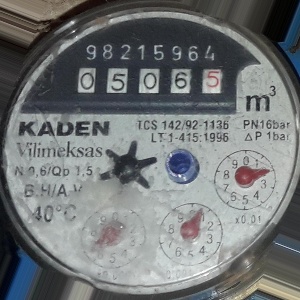 98215964
05065
m³
KADEN TCS 142/92-1136 PN16bar
Vilimeksas LT-1-415:1996 ΔP 1bar
N 0,6/Qp 1,5
B.H/A-V
40°C
x0.01